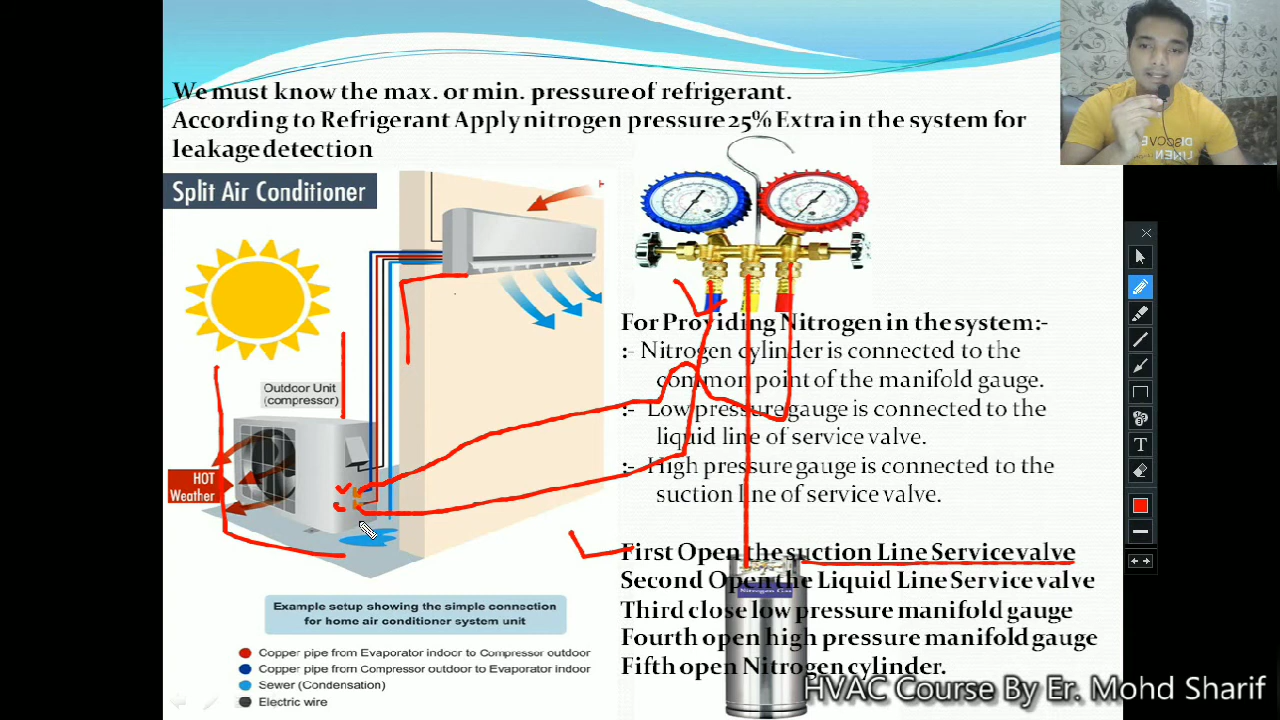 We must know the max. or min. pressure of refrigerant.
According to Refrigerant Apply nitrogen pressure 25% Extra in the system for
leakage detection
Split Air Conditioner
Outdoor Unit
(compressor)
HOT
Weather
For Providing Nitrogen in the system:-
:- Nitrogen cylinder is connected to the
common point of the manifold gauge.
:- Low pressure gauge is connected to the
liquid line of service valve.
:- High pressure gauge is connected to the
suction line of service valve.
First Open the suction Line Service valve
Second Open the Liquid Line Service valve
Third close low pressure manifold gauge
Fourth open high pressure manifold gauge
Fifth open Nitrogen cylinder.
Nitrogen Gas
Example setup showing the simple connection
for home air conditioner system unit
Copper pipe from Evaporator indoor to Compressor outdoor
Copper pipe from Compressor outdoor to Evaporator indoor
Sewer (Condensation)
Electric wire
HVAC Course By Er. Mohd Sharif